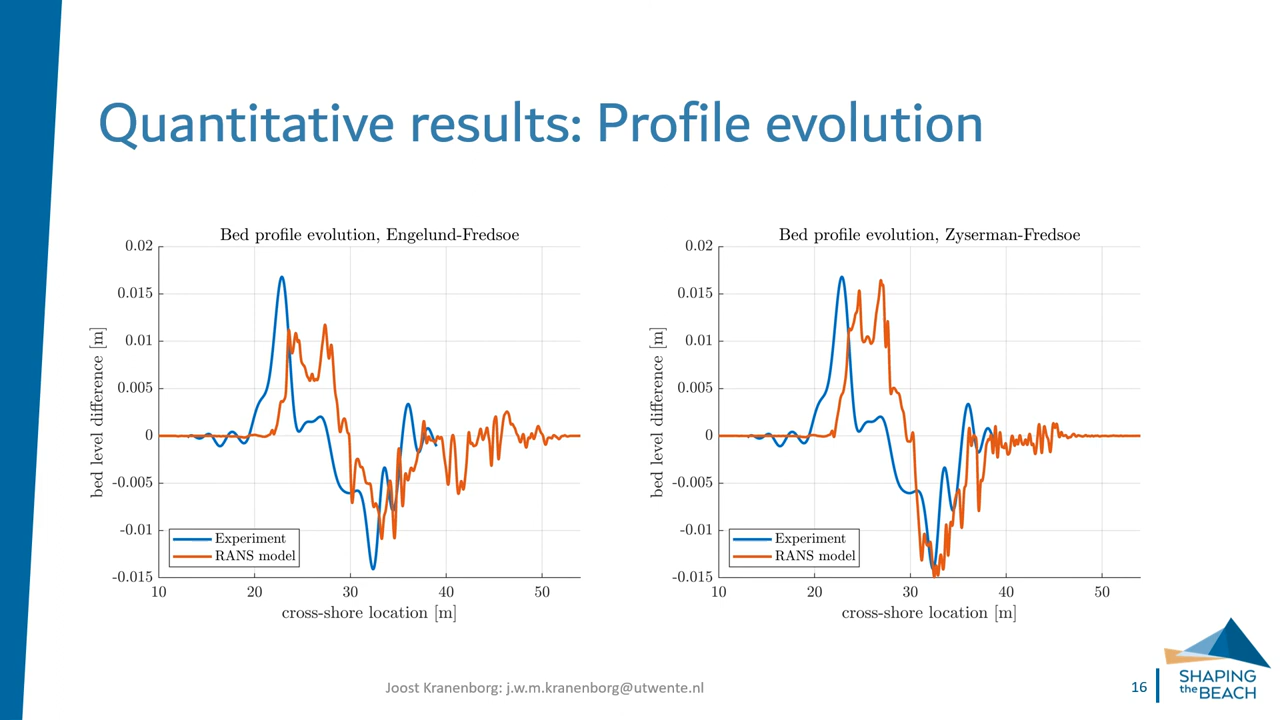 Quantitative results: Profile evolution
Bed profile evolution, Engelund-Fredsoe
0.02
0.015
0.01
0.005
0
-0.005
-0.01
-0.015
bed level difference [m]
Experiment
RANS model
10 20 30 40 50
cross-shore location [m]
Bed profile evolution, Zyserman-Fredsoe
0.02
0.015
0.01
0.005
0
-0.005
-0.01
-0.015
bed level difference [m]
Experiment
RANS model
10 20 30 40 50
cross-shore location [m]
Joost Kranenborg: j.w.m.kranenborg@utwente.nl
16
SHAPING
the BEACH